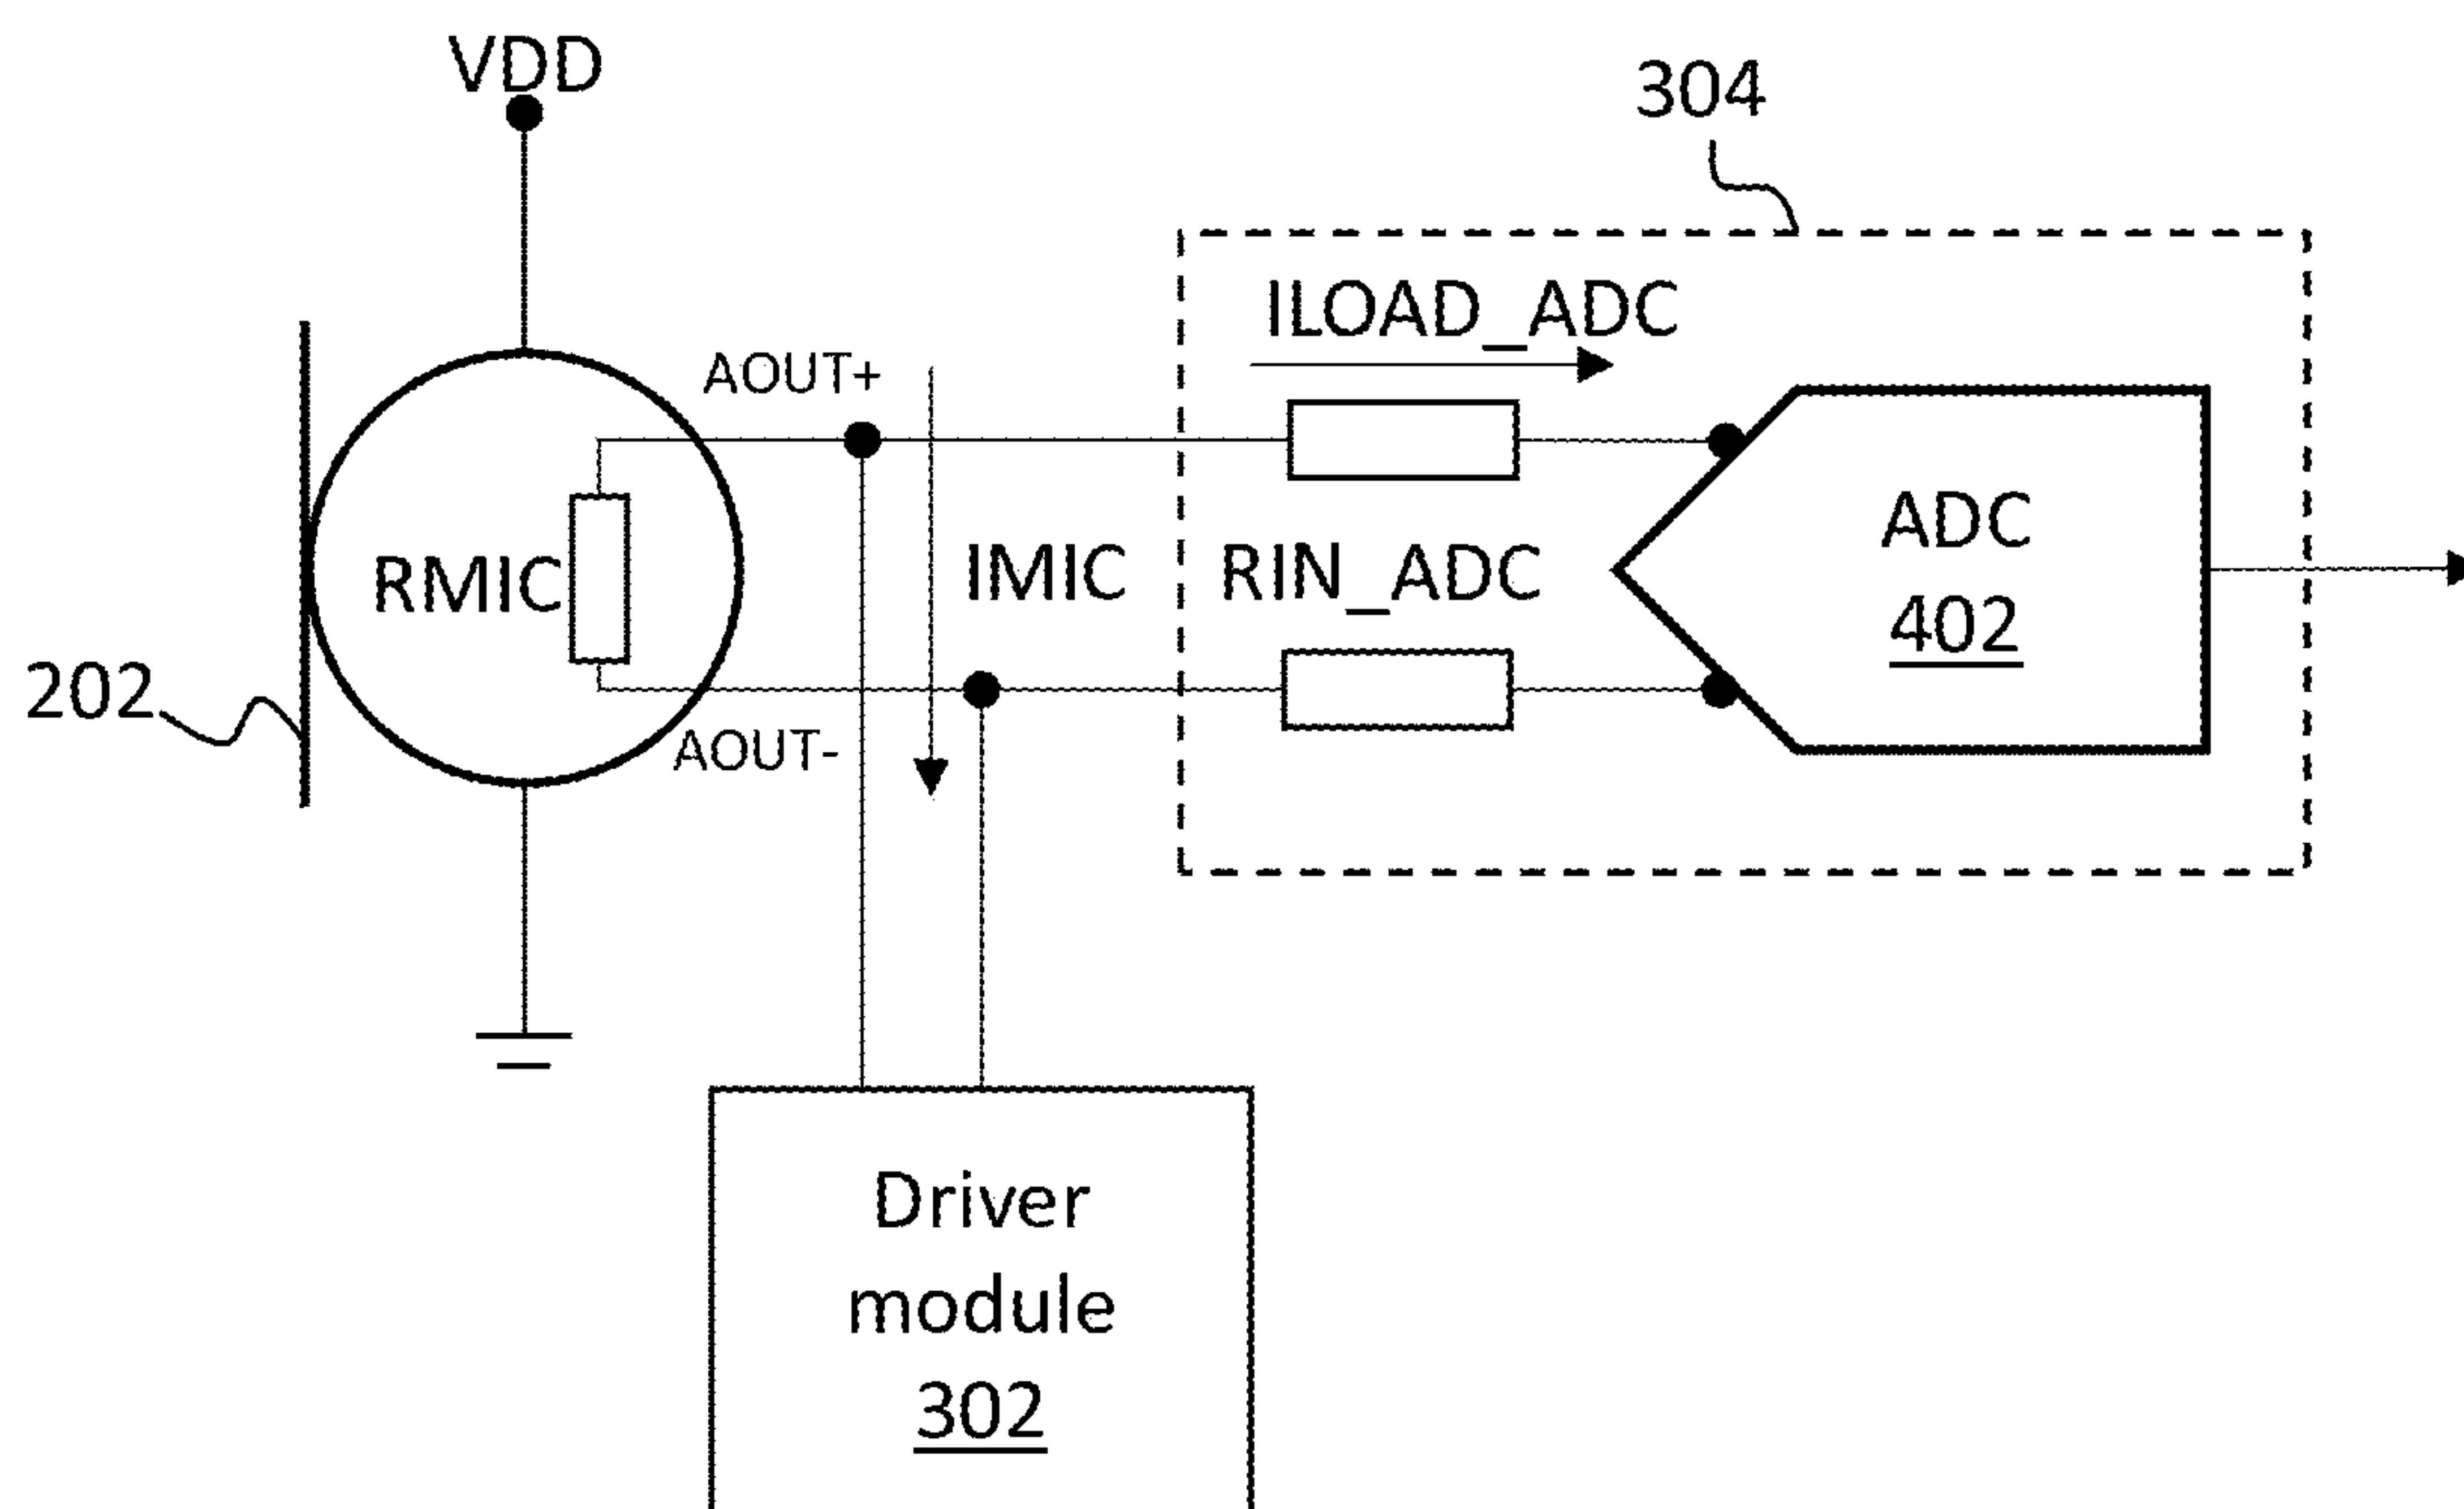 VDD
304
ILOAD_ADC
AOUT+
ADC
402
RMIC
IMIC
RIN_ADC
202
AOUT-
Driver
module
302